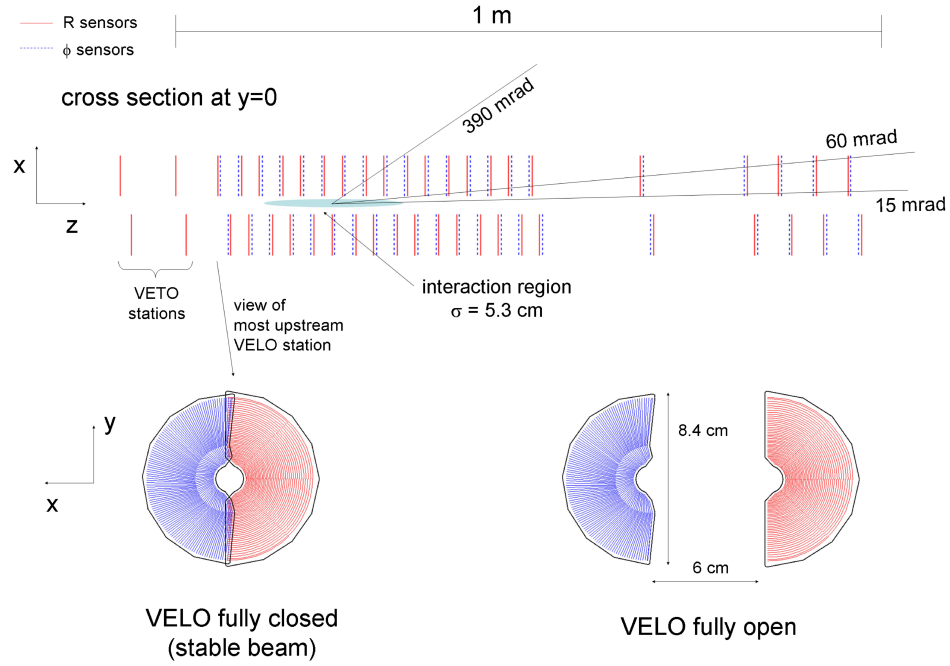 R sensors
ϕ sensors
1 m
cross section at y=0
390 mrad
60 mrad
15 mrad
x
z
VETO
stations
view of
most upstream
VELO station
interaction region
σ = 5.3 cm
y
x
8.4 cm
6 cm
VELO fully closed
(stable beam)
VELO fully open